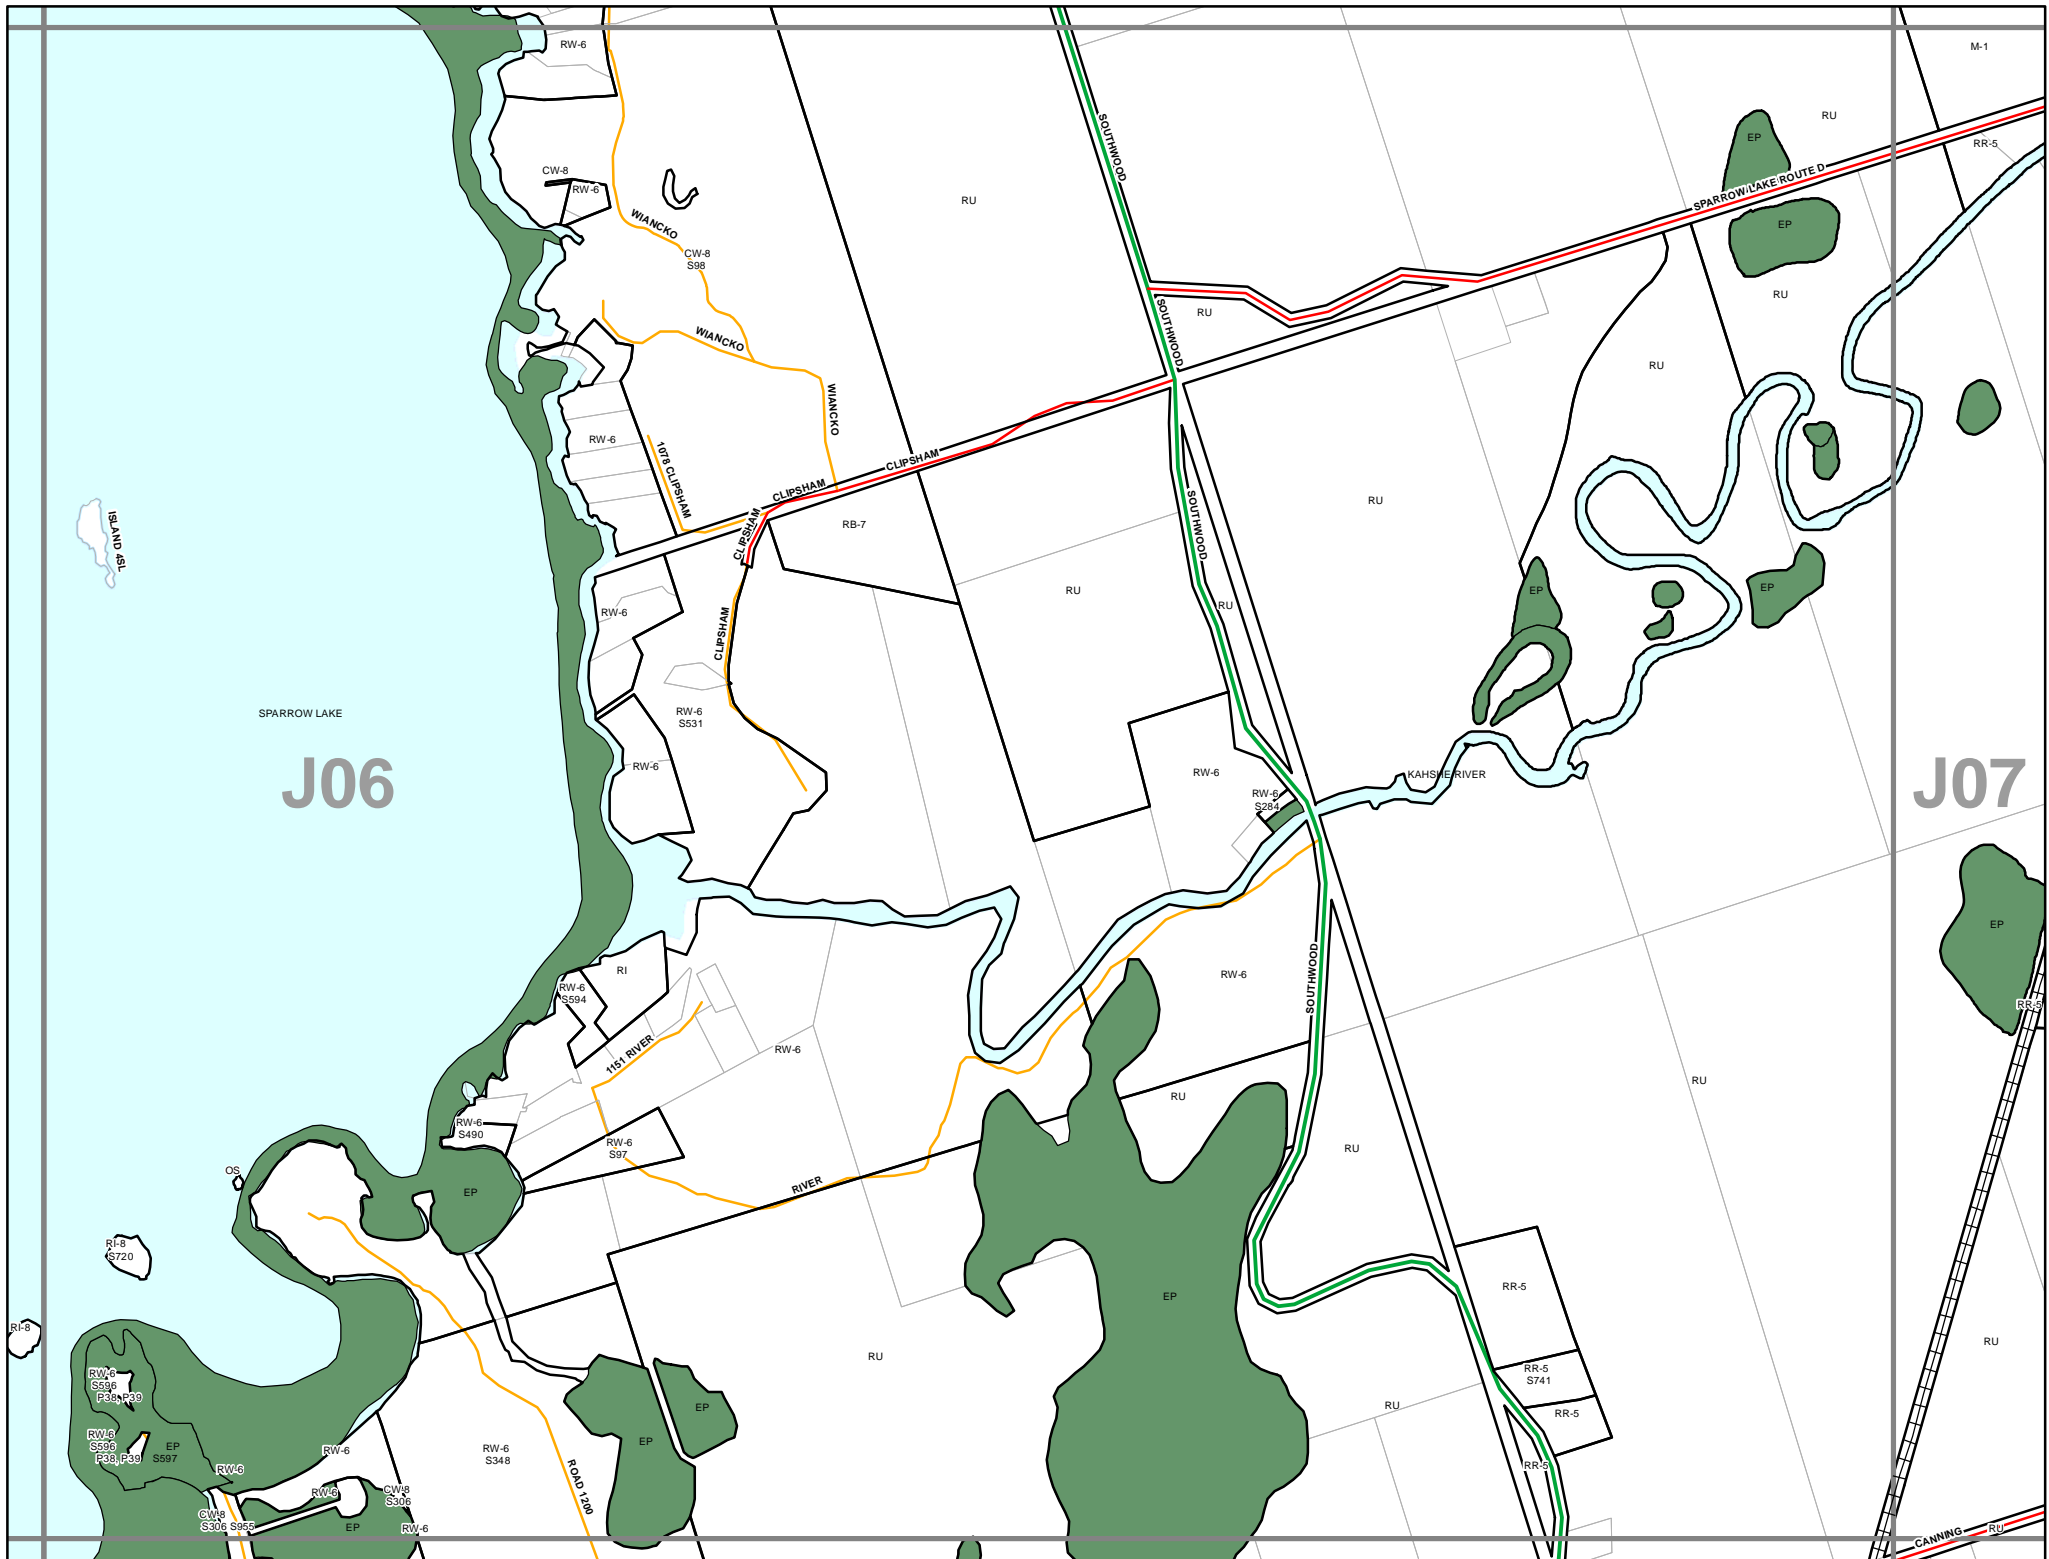 RW-6
M-1
RU
EP
RR-5
SOUTHWOOD
CW-8
RW-6
SPARROW LAKE ROUTE D
RU
WIANCKO
EP
CW-8
S98
RU
SOUTHWOOD
RU
WIANCKO
RU
WIANCKO
RW-6
1078 CLIPSHAM
CLIPSHAM
CLIPSHAM
RU
ISLAND 4SL
CLIPSHAM
RB-7
SOUTHWOOD
RU
RU
EP
EP
RW-6
CLIPSHAM
SPARROW LAKE
RW-6
S531
J06
RW-6
RW-6
KAHSHE RIVER
J07
RW-6
S284
EP
RI
RW-6
SOUTHWOOD
RW-6
S594
RR-5
1151 RIVER
RW-6
RU
RU
RW-6
S490
RW-6
S97
RU
OS
EP
RIVER
RI-8
S720
RR-5
EP
RI-8
RU
RU
RW-6
S596
P38, P39
RR-5
S741
EP
RU
RR-5
RW-6
S596
P38, P39
EP
S597
RW-6
RW-6
S348
EP
RW-6
RR-5
ROAD 1200
RW-6
CW-8
S306
CW-8
S306 S955
EP
RW-6
CANNING
RU